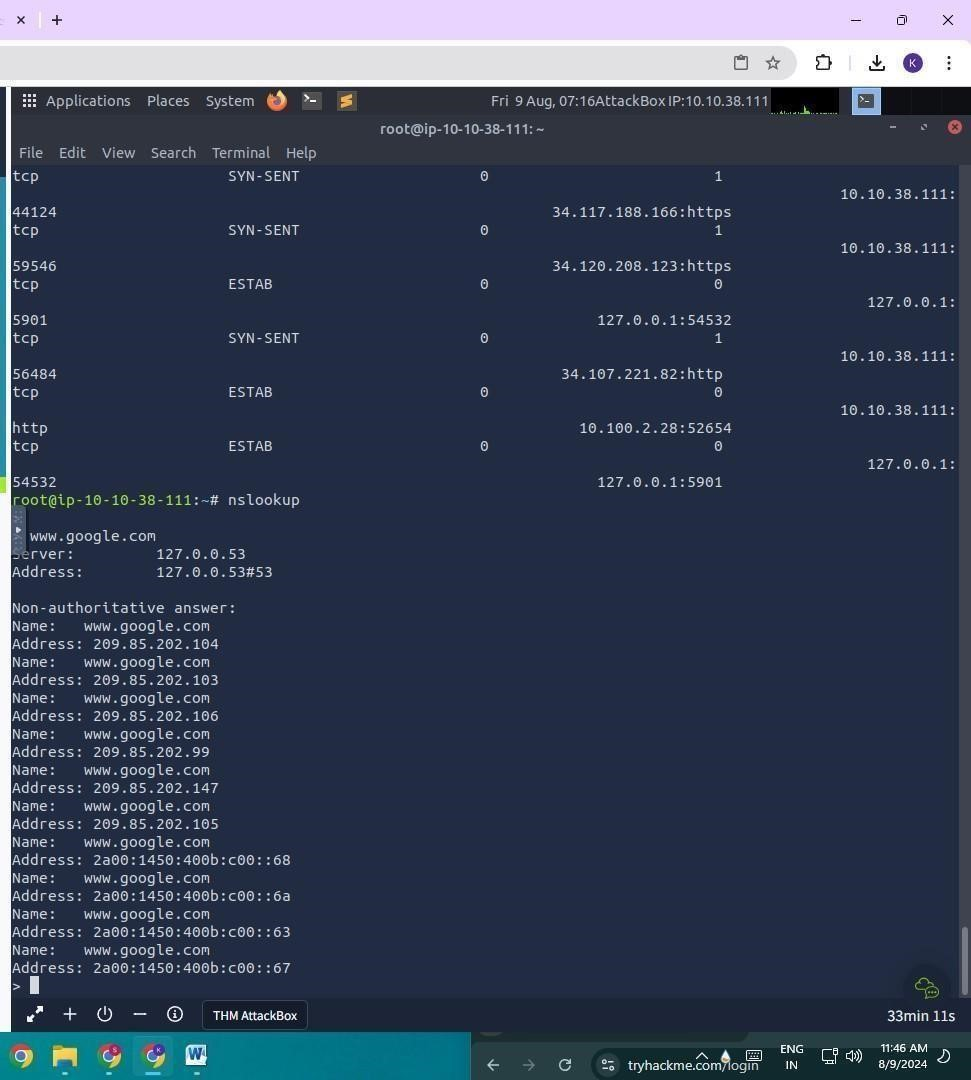 Applications Places System Fri 9 Aug, 07:16 AttackBox IP:10.10.38.111
root@ip-10-10-38-111: ~
File Edit View Search Terminal Help
tcp SYN-SENT 0 1
10.10.38.111:
44124 34.117.188.166:https
tcp SYN-SENT 0 1
10.10.38.111:
59546 34.120.208.123:https
tcp ESTAB 0 0
127.0.0.1:
5901 127.0.0.1:54532
tcp SYN-SENT 0 1
10.10.38.111:
56484 34.107.221.82:http
tcp ESTAB 0 0
10.10.38.111:
http 10.100.2.28:52654
tcp ESTAB 0 0
127.0.0.1:
54532 127.0.0.1:5901
root@ip-10-10-38-111:~# nslookup
www.google.com
Server: 127.0.0.53
Address: 127.0.0.53#53
Non-authoritative answer:
Name: www.google.com
Address: 209.85.202.104
Name: www.google.com
Address: 209.85.202.103
Name: www.google.com
Address: 209.85.202.106
Name: www.google.com
Address: 209.85.202.99
Name: www.google.com
Address: 209.85.202.147
Name: www.google.com
Address: 209.85.202.105
Name: www.google.com
Address: 2a00:1450:400b:c00::68
Name: www.google.com
Address: 2a00:1450:400b:c00::6a
Name: www.google.com
Address: 2a00:1450:400b:c00::63
Name: www.google.com
Address: 2a00:1450:400b:c00::67
>
THM AttackBox 33min 11s
tryhackme.com/login
ENG
IN
11:46 AM
8/9/2024